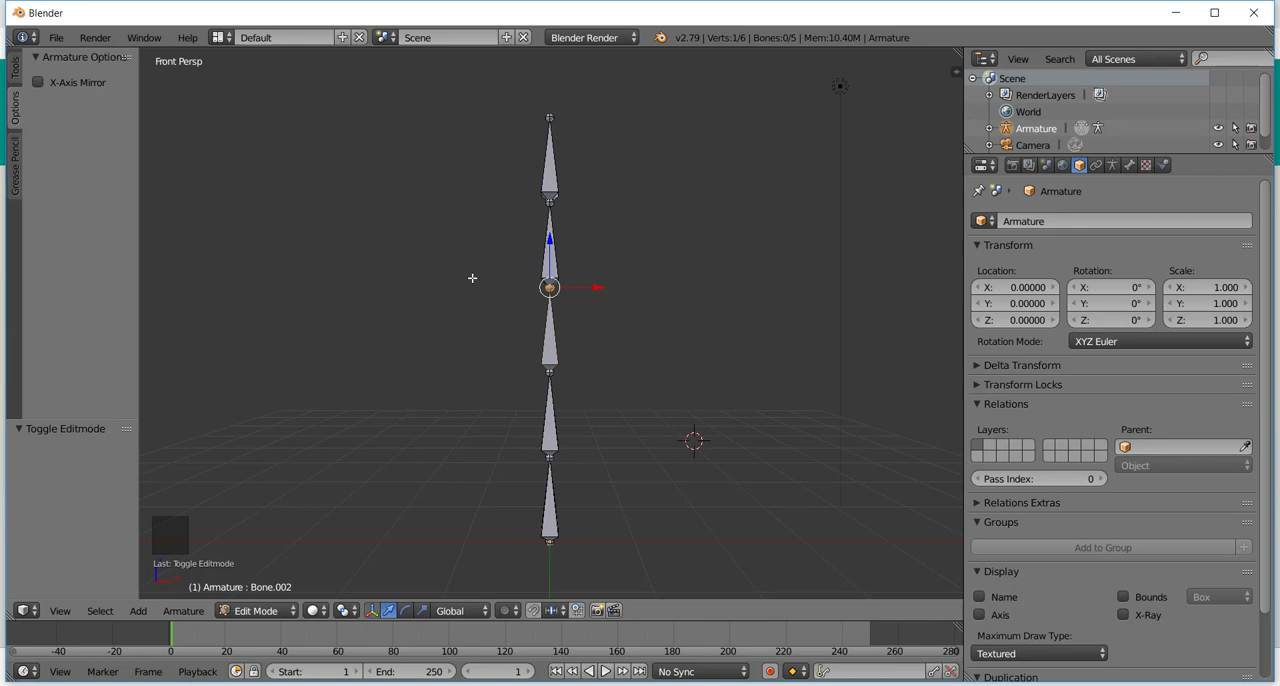 Blender
File Render Window Help Default Scene Blender Render v2.79 | Verts:1/6 | Bones:0/5 | Mem:10.40M | Armature
Tools
Options
Grease Pencil
Armature Options
X-Axis Mirror
Toggle Editmode
Front Persp
Last: Toggle Editmode
(1) Armature : Bone.002
View Select Add Armature Edit Mode Global
-40 -20 0 20 40 60 80 100 120 140 160 180 200 220 240 260 280
View Marker Frame Playback Start: 1 End: 250 1 No Sync
View Search All Scenes
Scene
RenderLayers
World
Armature
Camera
Armature
Armature
Transform
Location: Rotation: Scale:
X: 0.00000 X: 0° X: 1.000
Y: 0.00000 Y: 0° Y: 1.000
Z: 0.00000 Z: 0° Z: 1.000
Rotation Mode: XYZ Euler
Delta Transform
Transform Locks
Relations
Layers: Parent:
Object
Pass Index: 0
Relations Extras
Groups
Add to Group
Display
Name Bounds Box
Axis X-Ray
Maximum Draw Type:
Textured
Duplication